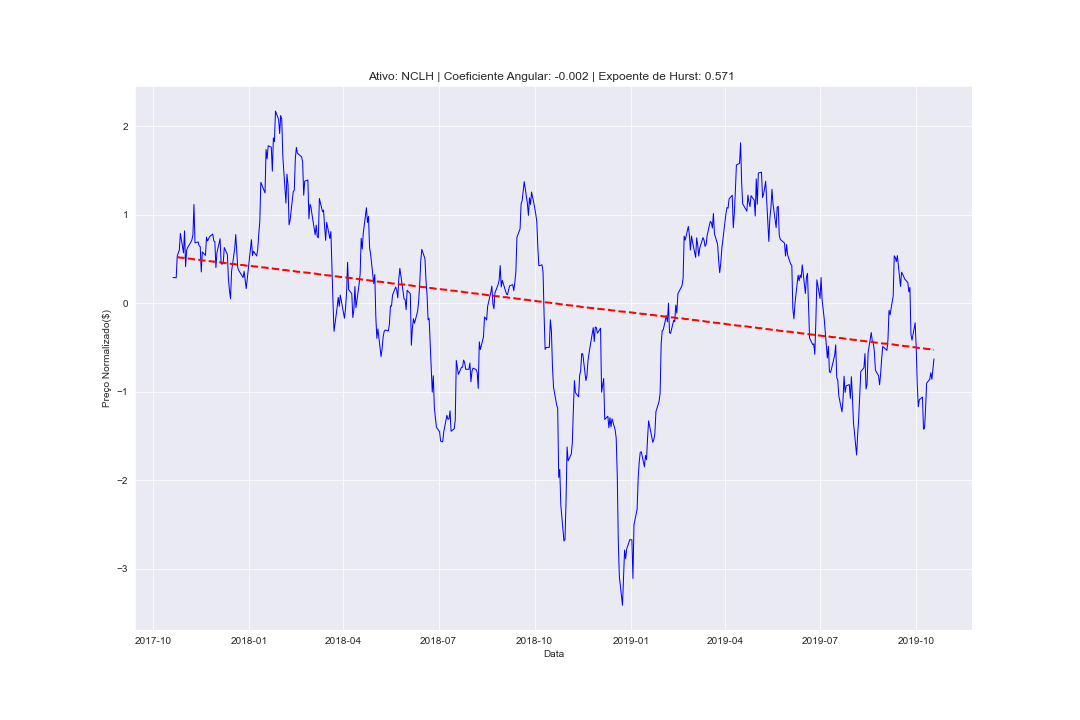 Ativo: NCLH | Coeficiente Angular: -0.002 | Expoente de Hurst: 0.571
Preço Normalizado($)
2
1
0
−1
−2
−3
2017-10 2018-01 2018-04 2018-07 2018-10 2019-01 2019-04 2019-07 2019-10
Data